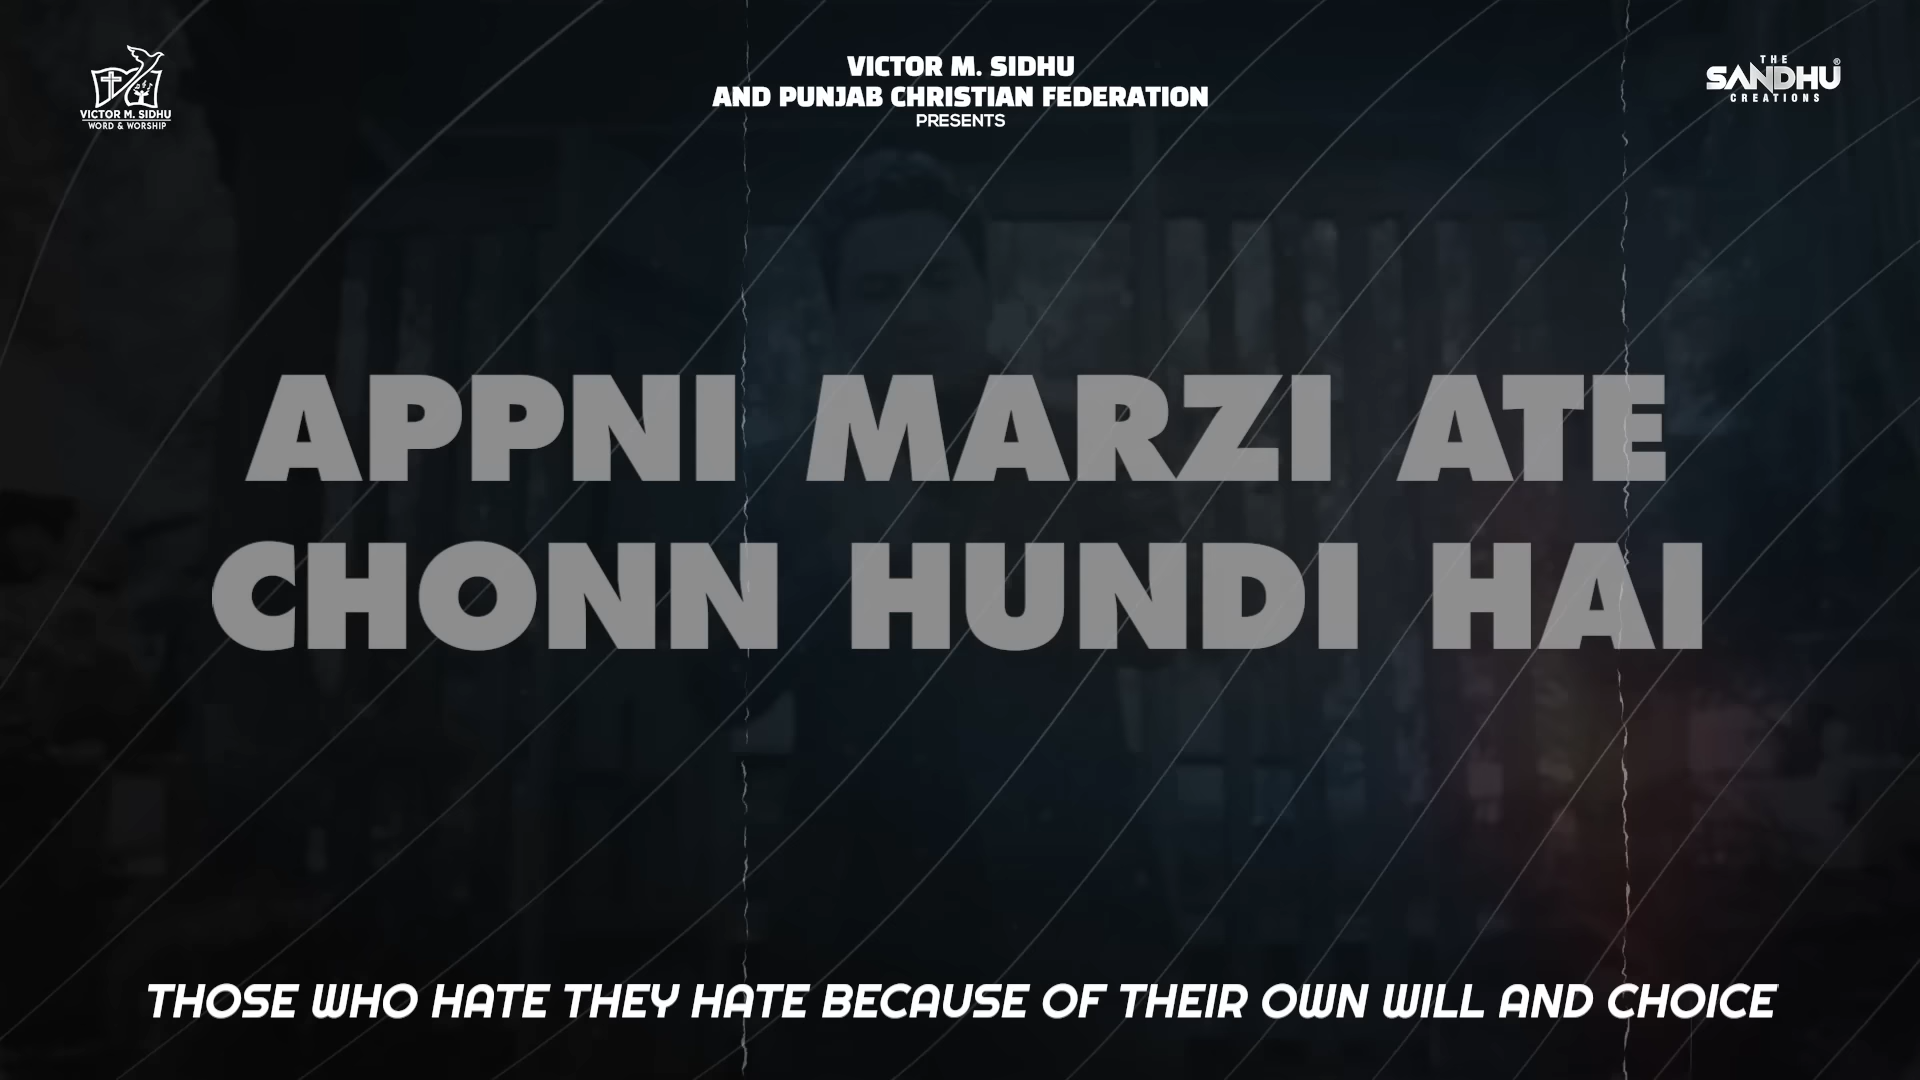 VICTOR M. SIDHU
WORD & WORSHIP
VICTOR M. SIDHU
AND PUNJAB CHRISTIAN FEDERATION
PRESENTS
THE
SANDHU®
CREATIONS
APPNI MARZI ATE
CHONN HUNDI HAI
THOSE WHO HATE THEY HATE BECAUSE OF THEIR OWN WILL AND CHOICE